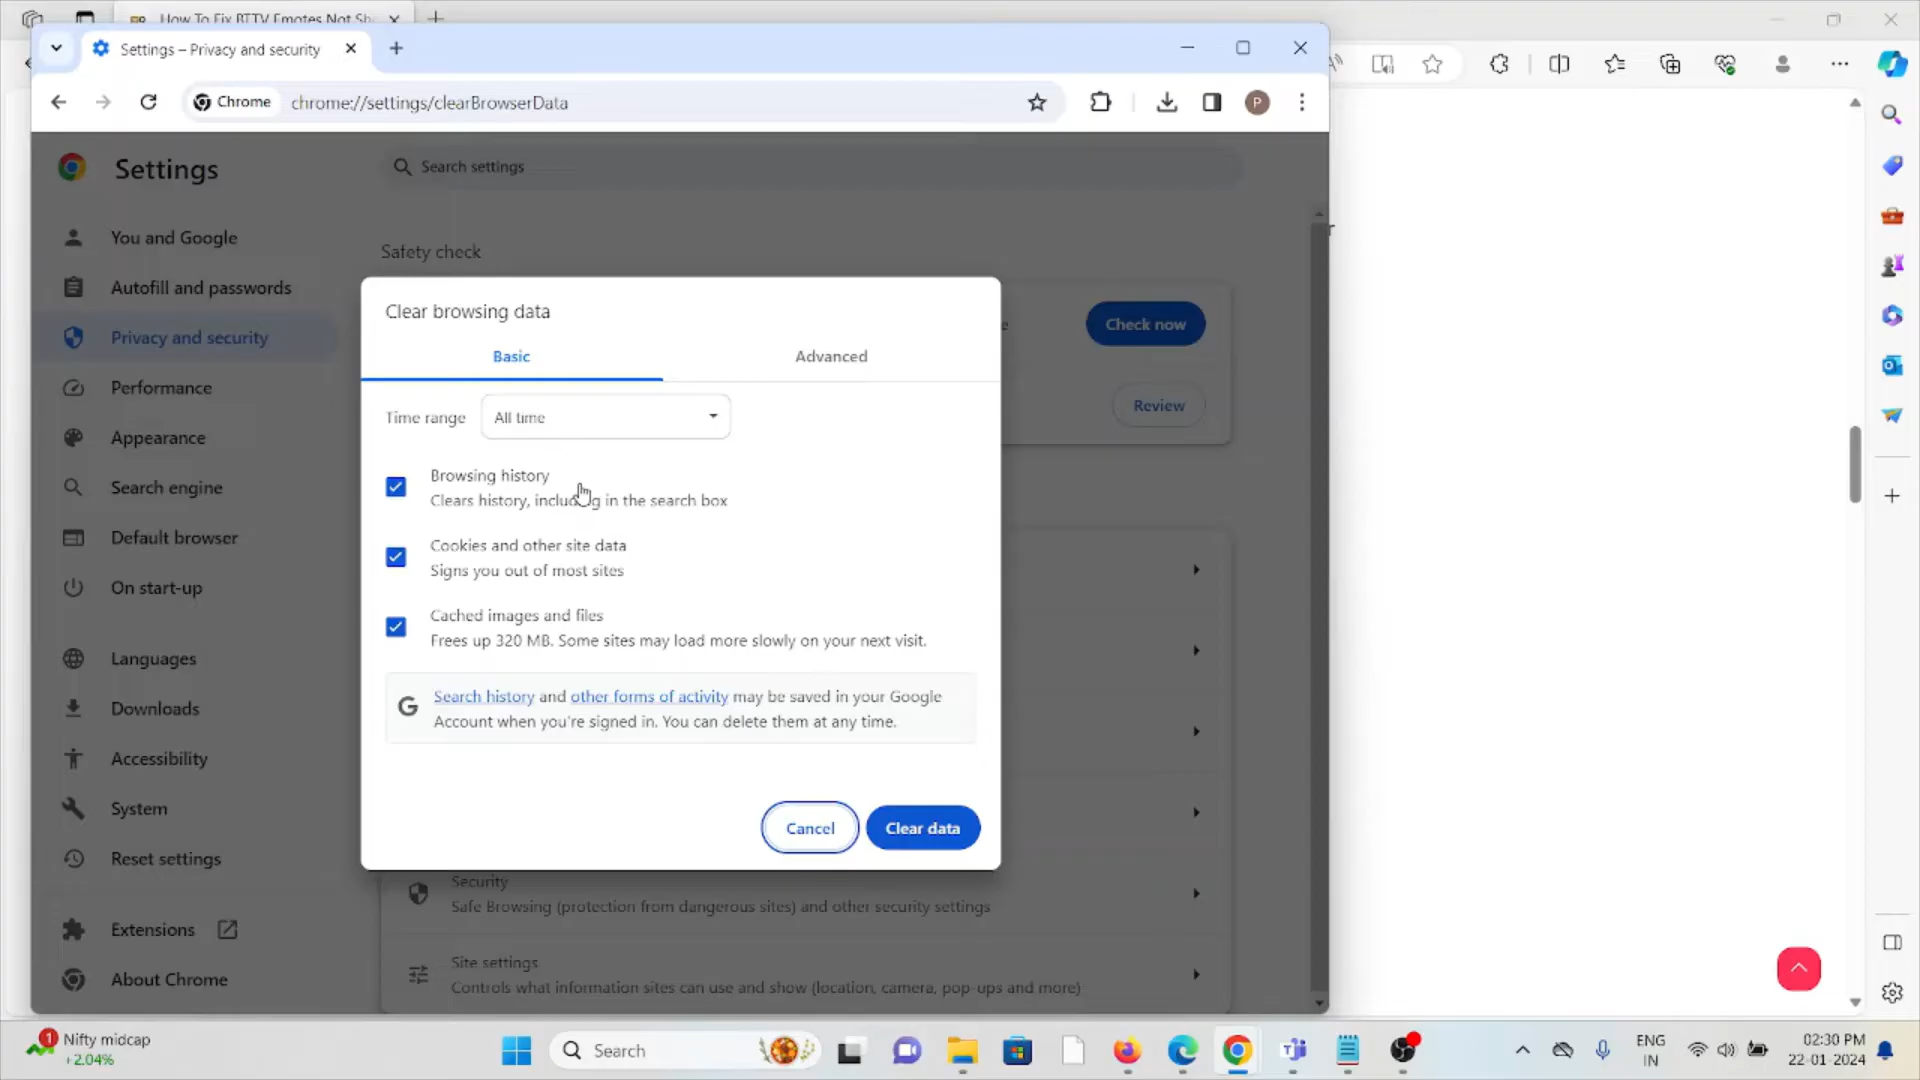 How To Fix BTTV Emotes Not Sh
Settings – Privacy and security
Chrome
chrome://settings/clearBrowserData
P
Settings
Search settings
You and Google
Autofill and passwords
Privacy and security
Performance
Appearance
Search engine
Default browser
On start-up
Languages
Downloads
Accessibility
System
Reset settings
Extensions
About Chrome
Safety check
Check now
Review
Clear browsing data
Basic
Advanced
Time range
All time
Browsing history
Clears history, including in the search box
Cookies and other site data
Signs you out of most sites
Cached images and files
Frees up 320 MB. Some sites may load more slowly on your next visit.
Search history and other forms of activity may be saved in your Google
Account when you're signed in. You can delete them at any time.
Cancel
Clear data
Security
Safe Browsing (protection from dangerous sites) and other security settings
Site settings
Controls what information sites can use and show (location, camera, pop-ups and more)
1
Nifty midcap
+2.04%
Search
ENG
IN
02:30 PM
22-01-2024